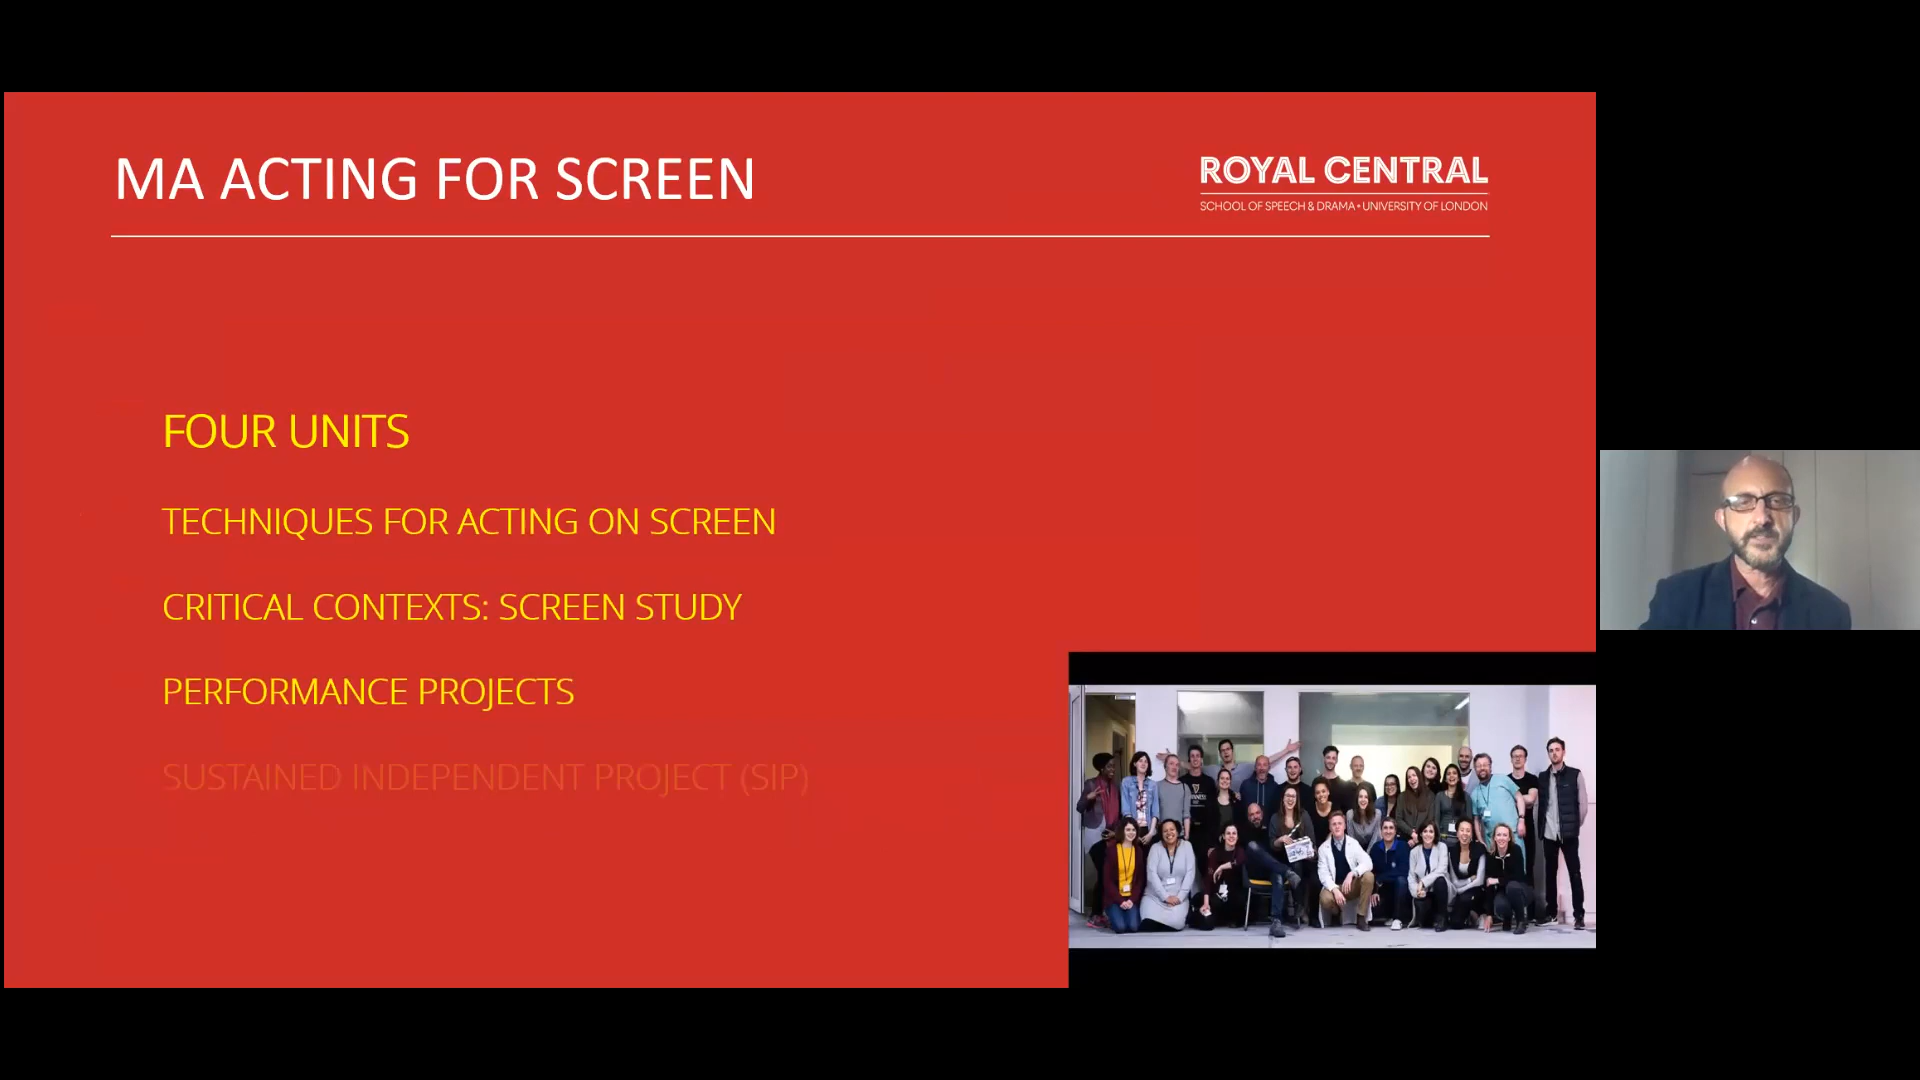 MA ACTING FOR SCREEN
ROYAL CENTRAL
SCHOOL OF SPEECH & DRAMA • UNIVERSITY OF LONDON
FOUR UNITS
TECHNIQUES FOR ACTING ON SCREEN
CRITICAL CONTEXTS: SCREEN STUDY
PERFORMANCE PROJECTS
SUSTAINED INDEPENDENT PROJECT (SIP)